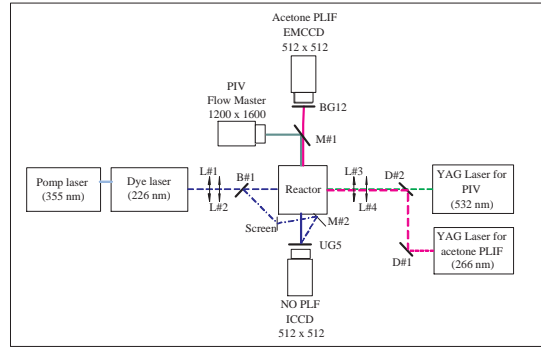 Acetone PLIF
EMCCD
512 x 512
BG12
PIV
Flow Master
1200 x 1600
M#1
Pomp laser
(355 nm)
Dye laser
(226 nm)
L#1
L#2
B#1
Reactor
L#3
L#4
D#2
YAG Laser for
PIV
(532 nm)
Screen
M#2
UG5
D#1
YAG Laser for
acetone PLIF
(266 nm)
NO PLF
ICCD
512 x 512